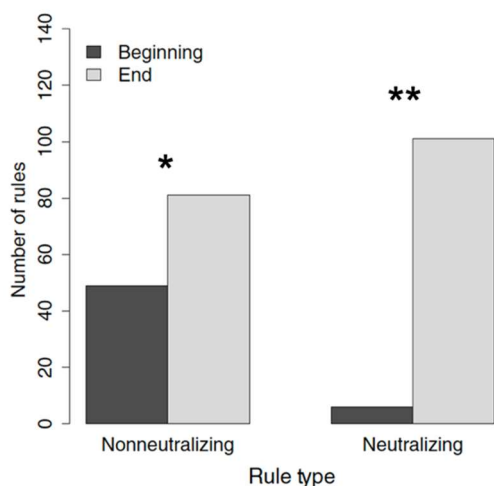 140
120
100
80
60
40
20
0
Number of rules
Beginning
End
*
**
Nonneutralizing
Neutralizing
Rule type